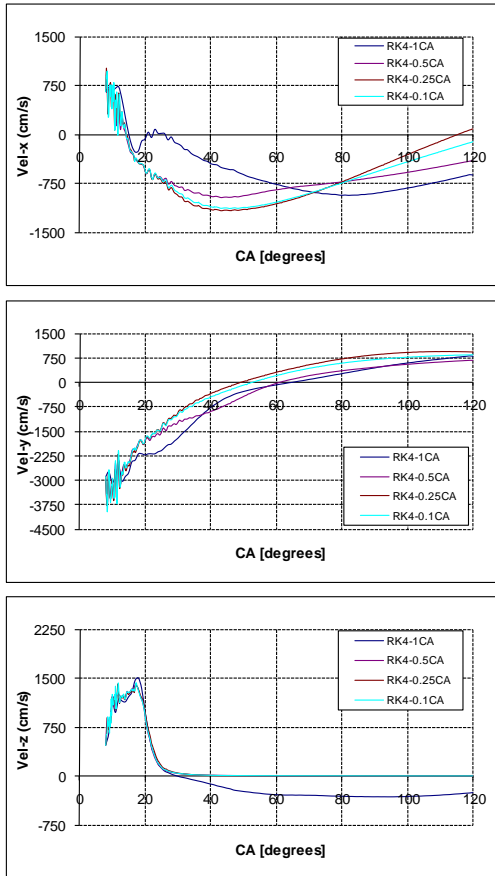 1500
750
0
-750
-1500
Vel-x (cm/s)
0 20 40 60 80 100 120
CA [degrees]
RK4-1CA
RK4-0.5CA
RK4-0.25CA
RK4-0.1CA
1500
750
0
-750
-1500
-2250
-3000
-3750
4500
Vel-y (cm/s)
0 20 40 60 80 100 120
CA [degrees]
RK4-1CA
RK4-0.5CA
RK4-0.25CA
RK4-0.1CA
2250
1500
750
0
-750
Vel-z (cm/s)
0 20 40 60 80 100 120
CA [degrees]
RK4-1CA
RK4-0.5CA
RK4-0.25CA
RK4-0.1CA